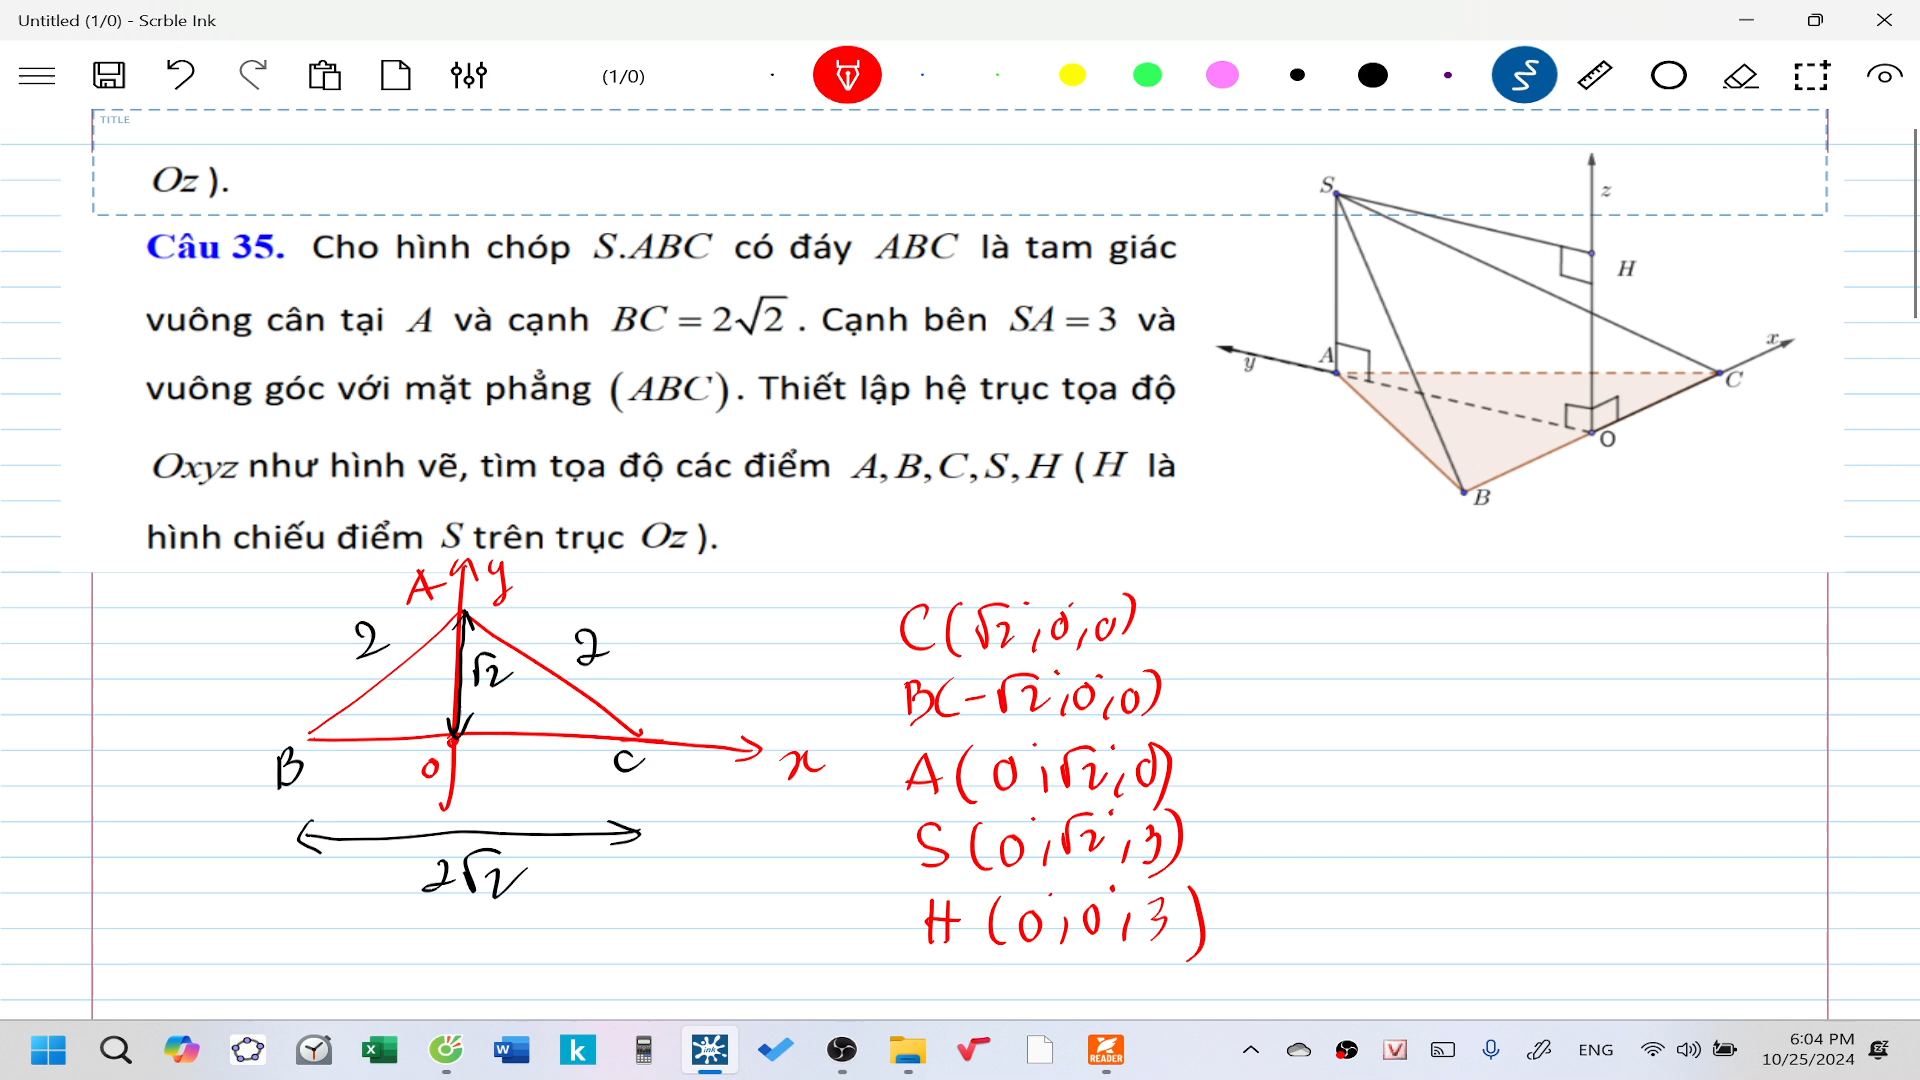 Untitled (1/0) - Scrble Ink
(1/0)
TITLE
Oz ).
Câu 35. Cho hình chóp S.ABC có đáy ABC là tam giác
vuông cân tại A và cạnh BC = 2√2 . Cạnh bên SA = 3 và
vuông góc với mặt phẳng (ABC). Thiết lập hệ trục tọa độ
Oxyz như hình vẽ, tìm tọa độ các điểm A, B, C, S, H ( H là
hình chiếu điểm S trên trục Oz ).
S
z
H
x
y
A
C
O
B
A y
2
2
√2
B
O
C
x
2√2
C(√2;0;0)
B(-√2;0;0)
A(0;√2;0)
S(0;√2;3)
H(0;0;3)
ink
READER
ENG
6:04 PM
10/25/2024